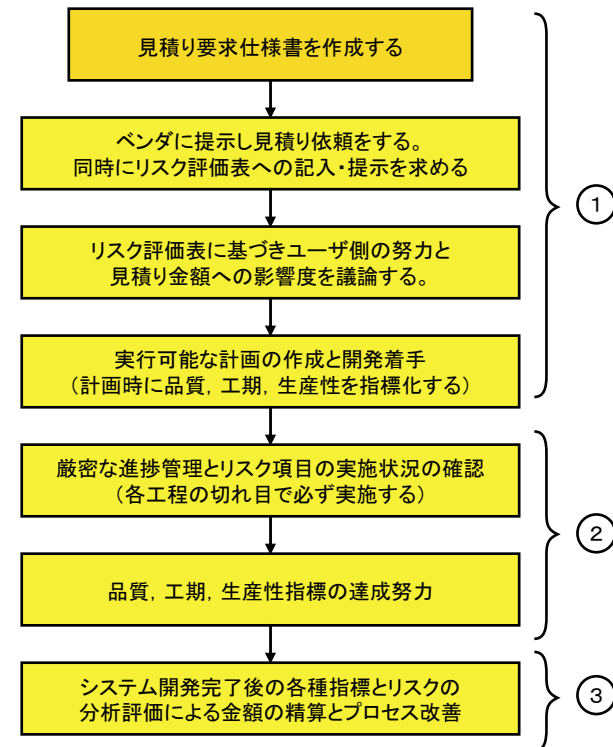 見積り要求仕様書を作成する
ベンダに提示し見積り依頼をする。
同時にリスク評価表への記入・提示を求める
リスク評価表に基づきユーザ側の努力と
見積り金額への影響度を議論する。
実行可能な計画の作成と開発着手
（計画時に品質，工期，生産性を指標化する）
①
厳密な進捗管理とリスク項目の実施状況の確認
（各工程の切れ目で必ず実施する）
品質，工期，生産性指標の達成努力
②
システム開発完了後の各種指標とリスクの
分析評価による金額の精算とプロセス改善
③